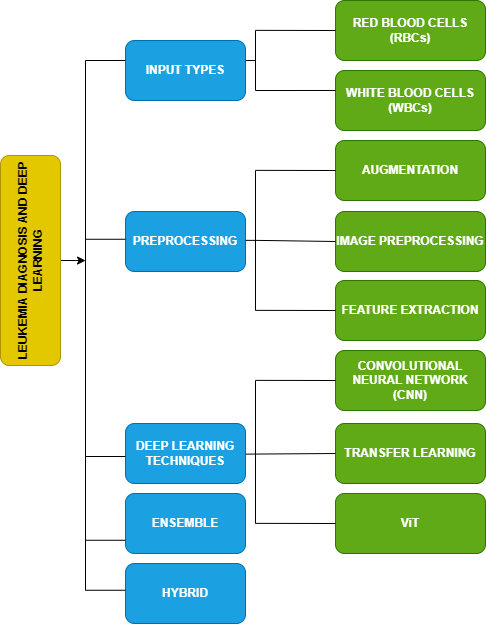 LEUKEMIA DIAGNOSIS AND DEEP
LEARNING
INPUT TYPES
RED BLOOD CELLS
(RBCs)
WHITE BLOOD CELLS
(WBCs)
PREPROCESSING
AUGMENTATION
IMAGE PREPROCESSING
FEATURE EXTRACTION
DEEP LEARNING
TECHNIQUES
CONVOLUTIONAL
NEURAL NETWORK
(CNN)
TRANSFER LEARNING
ViT
ENSEMBLE
HYBRID